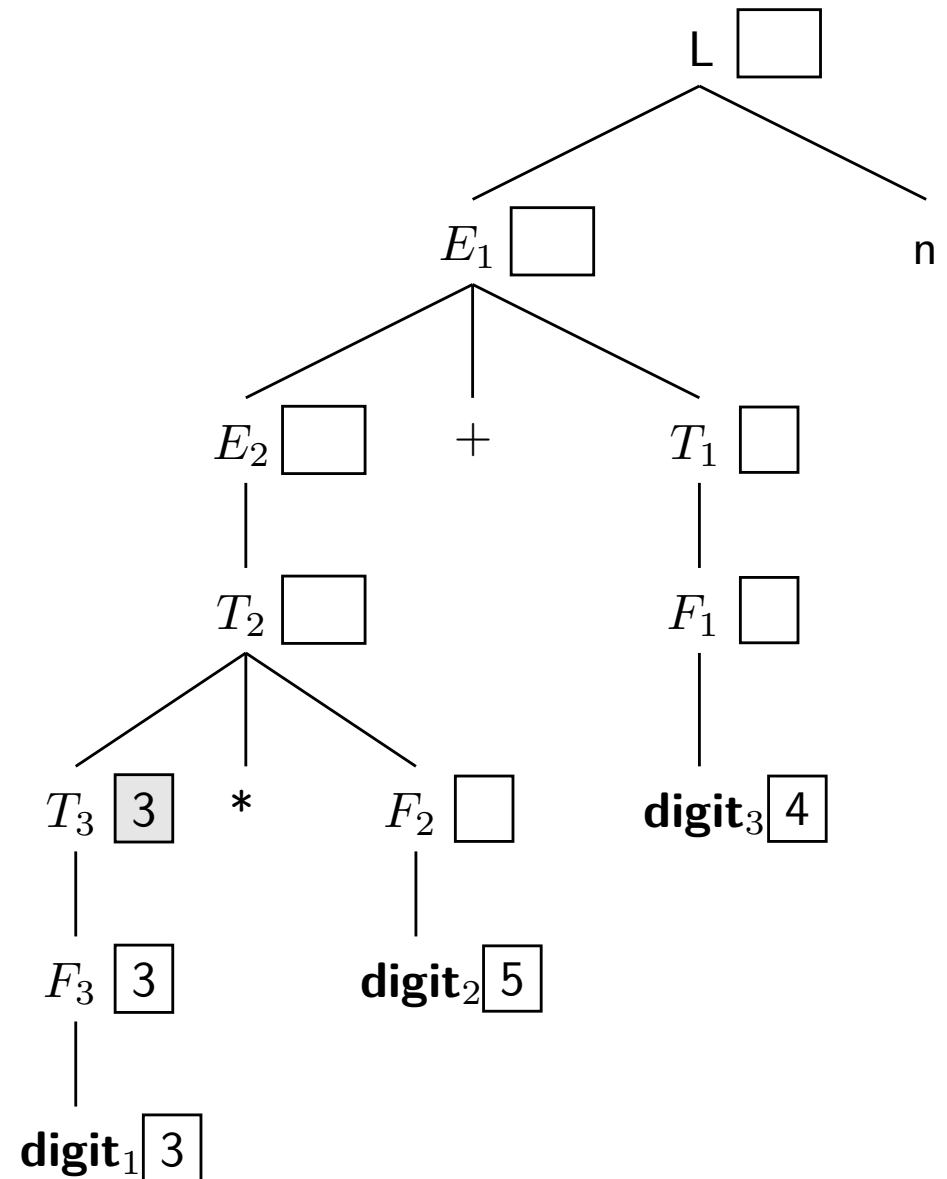 L
E₁ n
E₂ + T₁
T₂ F₁
T₃ 3 * F₂ digit₃ 4
F₃ 3 digit₂ 5
digit₁ 3